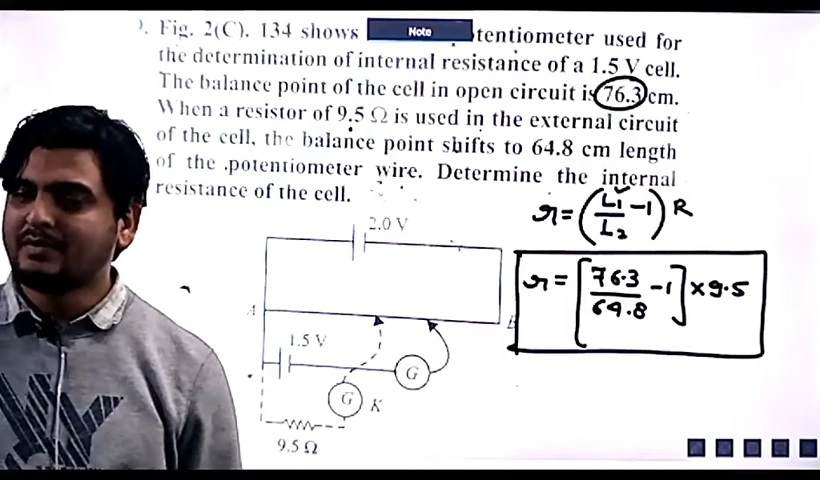 ). Fig. 2(C). 134 shows Note tentiometer used for
the determination of internal resistance of a 1.5 V cell.
The balance point of the cell in open circuit is 76.3 cm.
When a resistor of 9.5 Ω is used in the external circuit
of the cell, the balance point shifts to 64.8 cm length
of the potentiometer wire. Determine the internal
resistance of the cell.
r = (L₁/L₂ - 1) R
2.0 V
r = [76.3/64.8 - 1] × 9.5
A
B
1.5 V
G
G
K
9.5 Ω